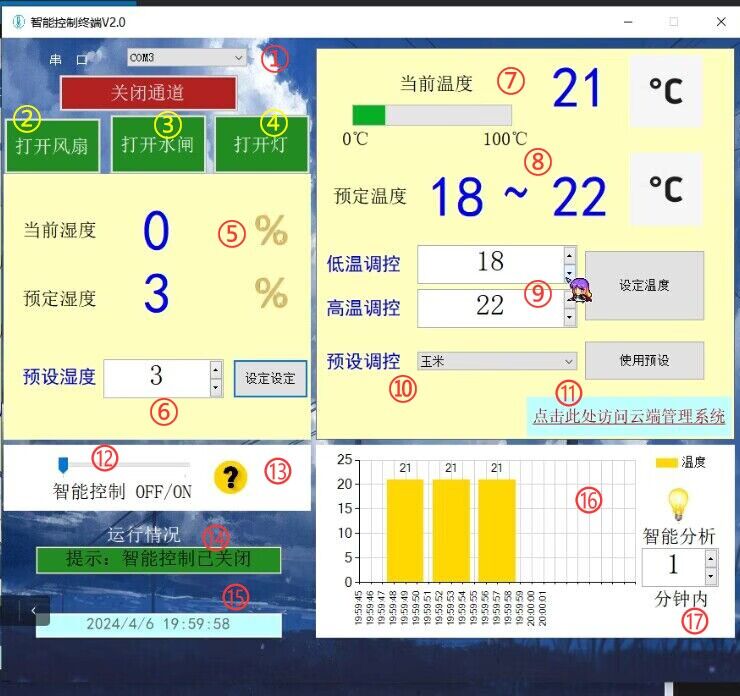 智能控制终端V2.0
串 口 COM3 ①
关闭通道
② ③ ④
打开风扇 打开水闸 打开灯
当前湿度 0 ⑤ %
预定湿度 3 %
预设湿度 3 设定设定
⑥
当前温度 ⑦ 21 °C
0℃ 100℃
⑧
预定温度 18 ~ 22 °C
低温调控 18
设定温度
⑨
高温调控 22
预设调控 玉米 使用预设
⑩ ⑪
点击此处访问云端管理系统
⑫
智能控制 OFF/ON ? ⑬
运行情况 ⑭
提示：智能控制已关闭
⑮
2024/4/6 19:59:58
25
20
15
10
5
0
21 21 21
⑯
19:59:45 19:59:46 19:59:47 19:59:48 19:59:49 19:59:50 19:59:51 19:59:52 19:59:53 19:59:54 19:59:55 19:59:56 19:59:57 19:59:58 19:59:59 20:00:00 20:00:01
温度
智能分析
1
分钟内
⑰